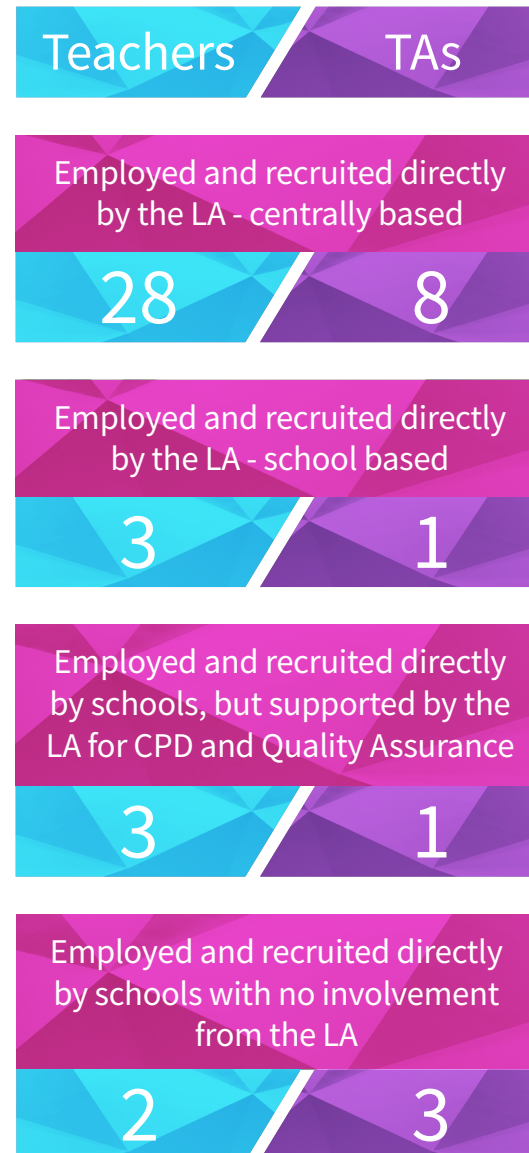 Teachers TAs
Employed and recruited directly
by the LA - centrally based
28 8
Employed and recruited directly
by the LA - school based
3 1
Employed and recruited directly
by schools, but supported by the
LA for CPD and Quality Assurance
3 1
Employed and recruited directly
by schools with no involvement
from the LA
2 3